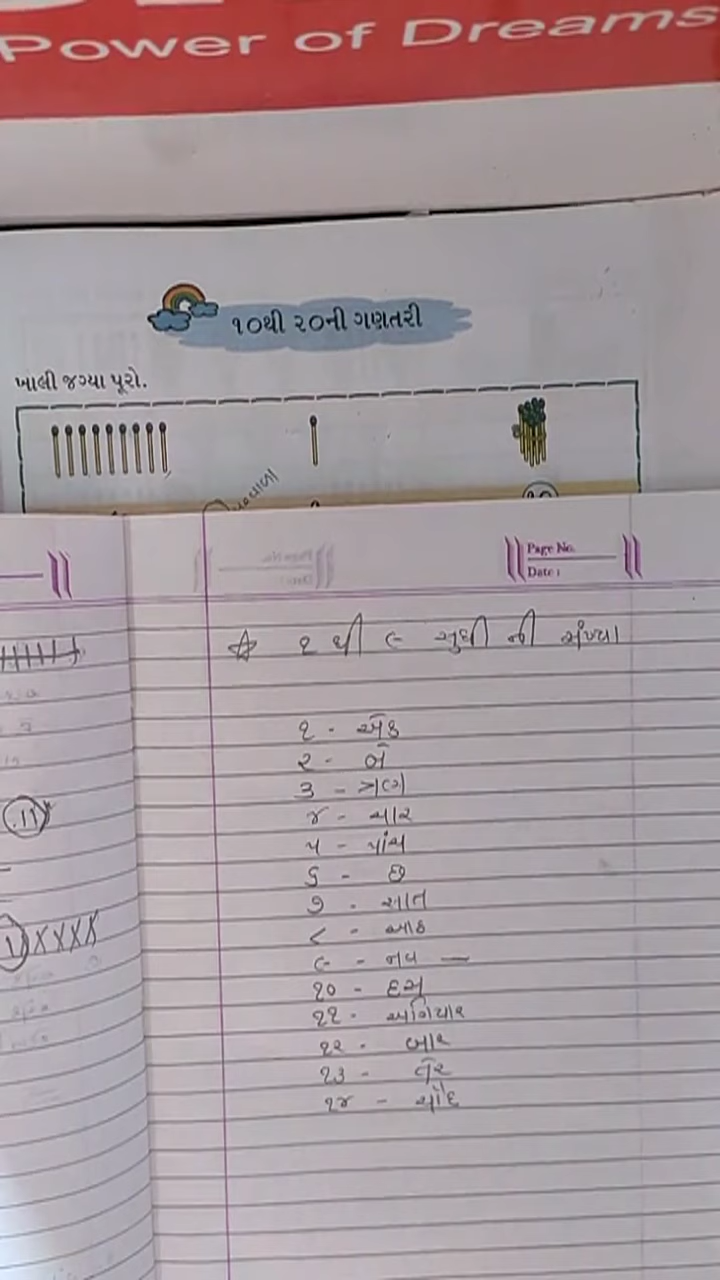 Power of Dreams
૧૦થી ૨૦ની ગણતરી
ખાલી જગ્યા પૂરો.
Page No.
Date :
૧ થી ૯ સુધી ની સંખ્યા
૧ - એક
૨ - બે
૩ - ત્રણ
૪ - ચાર
૫ - પાંચ
૬ - છ
૭ - સાત
૮ - આઠ
૯ - નવ —
૧૦ - દસ
૧૧ - અગિયાર
૧૨ - બાર
૧૩ - તેર
૧૪ - ચૌદ